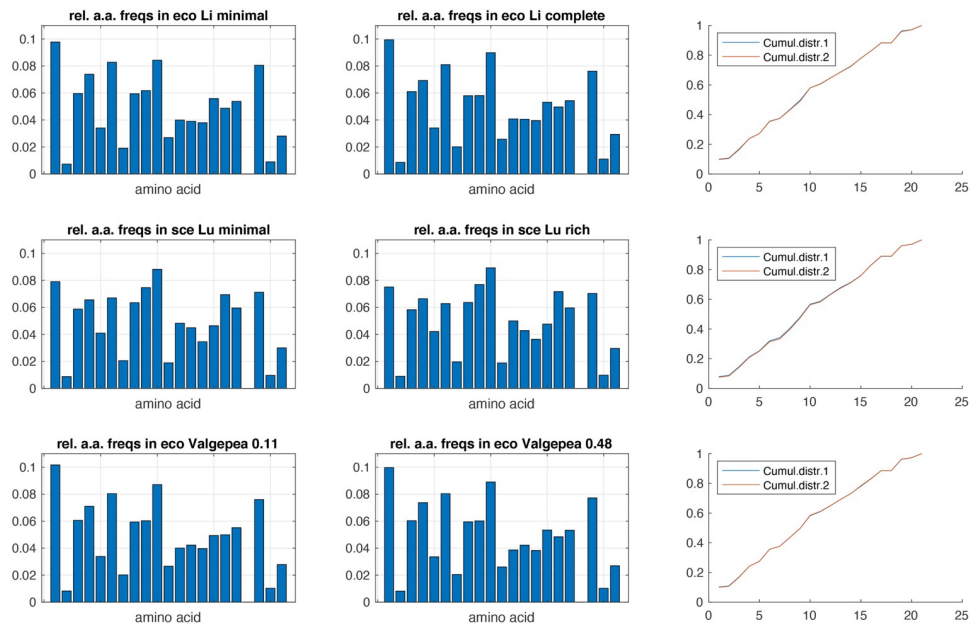 rel. a.a. freqs in eco Li minimal
0.1
0.08
0.06
0.04
0.02
0
amino acid
rel. a.a. freqs in eco Li complete
0.1
0.08
0.06
0.04
0.02
0
amino acid
1
0.8
0.6
0.4
0.2
0
Cumul.distr.1
Cumul.distr.2
0 5 10 15 20 25
rel. a.a. freqs in sce Lu minimal
0.1
0.08
0.06
0.04
0.02
0
amino acid
rel. a.a. freqs in sce Lu rich
0.1
0.08
0.06
0.04
0.02
0
amino acid
1
0.8
0.6
0.4
0.2
0
Cumul.distr.1
Cumul.distr.2
0 5 10 15 20 25
rel. a.a. freqs in eco Valgepea 0.11
0.1
0.08
0.06
0.04
0.02
0
amino acid
rel. a.a. freqs in eco Valgepea 0.48
0.1
0.08
0.06
0.04
0.02
0
amino acid
1
0.8
0.6
0.4
0.2
0
Cumul.distr.1
Cumul.distr.2
0 5 10 15 20 25